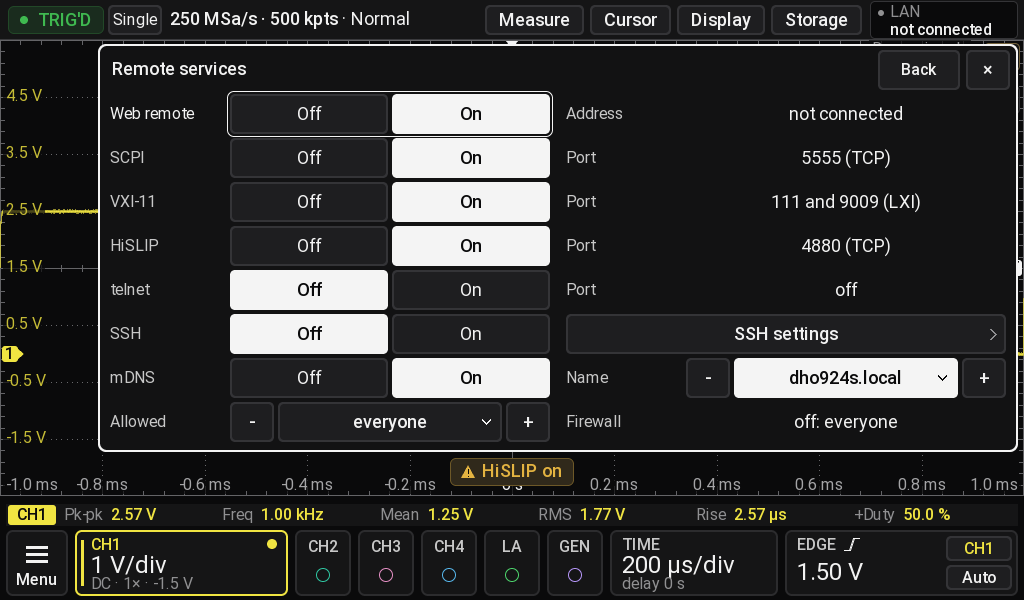 TRIG'D Single 250 MSa/s · 500 kpts · Normal Measure Cursor Display Storage LAN
not connected
Remote services Back ×
4.5 V
Web remote Off On Address not connected
3.5 V
SCPI Off On Port 5555 (TCP)
2.5 V
VXI-11 Off On Port 111 and 9009 (LXI)
HiSLIP Off On Port 4880 (TCP)
1.5 V
telnet Off On Port off
0.5 V
SSH Off On SSH settings
1
mDNS Off On Name - dho924s.local +
-0.5 V
Allowed - everyone + Firewall off: everyone
-1.5 V
HiSLIP on
-1.0 ms -0.8 ms -0.6 ms -0.4 ms -0.2 ms 0 s 0.2 ms 0.4 ms 0.6 ms 0.8 ms 1.0 ms
CH1 Pk-pk 2.57 V Freq 1.00 kHz Mean 1.25 V RMS 1.77 V Rise 2.57 µs +Duty 50.0 %
Menu
CH1
1 V/div
DC · 1× · -1.5 V
CH2 CH3 CH4 LA GEN
TIME
200 µs/div
delay 0 s
EDGE
1.50 V
CH1
Auto